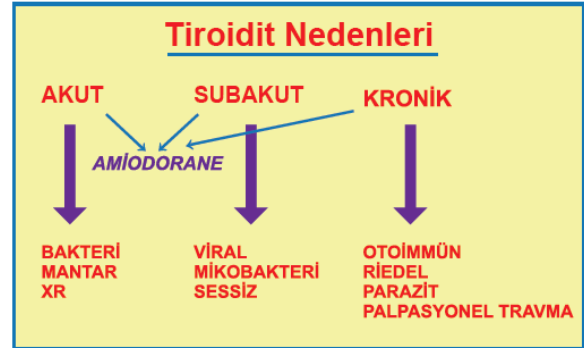 Tiroidit Nedenleri
AKUT
SUBAKUT
KRONİK
AMİODORANE
BAKTERİ
MANTAR
XR
VİRAL
MİKOBAKTERİ
SESSİZ
OTOİMMÜN
RİEDEL
PARAZİT
PALPASYONEL TRAVMA